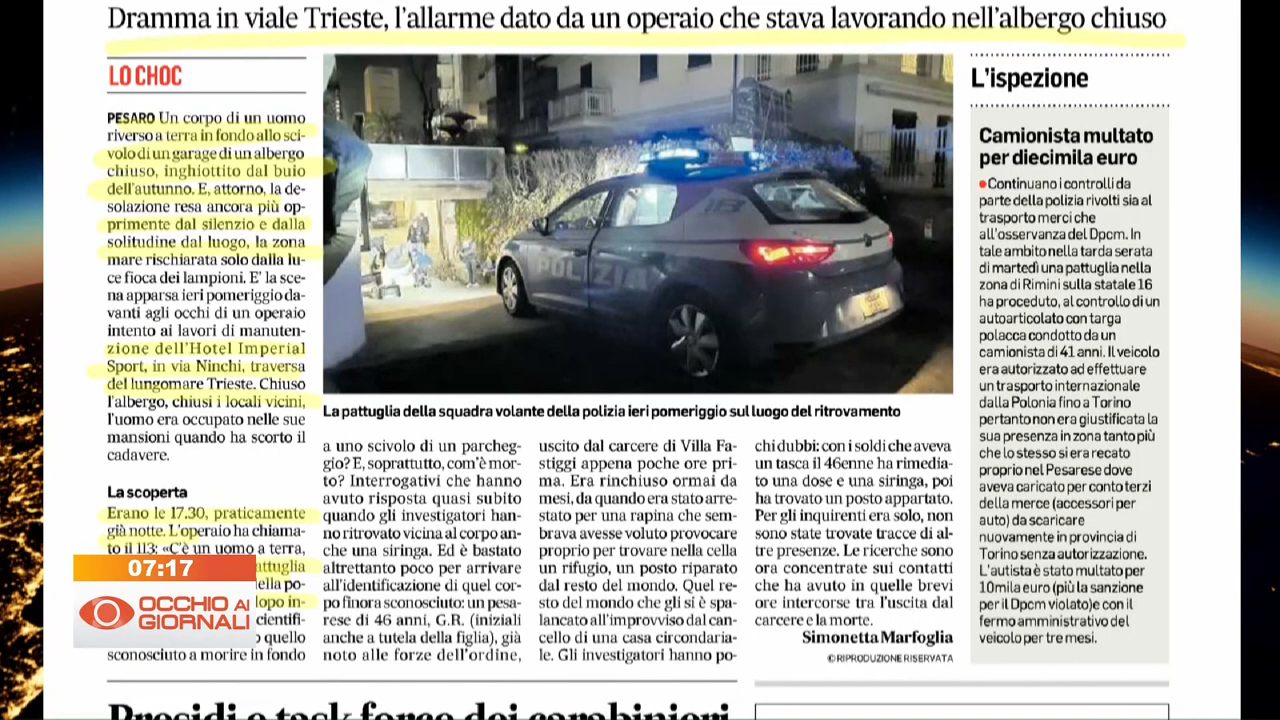 Dramma in viale Trieste, l'allarme dato da un operaio che stava lavorando nell'albergo chiuso
LO CHOC
PESARO Un corpo di un uomo
riverso a terra in fondo allo sci-
volo di un garage di un albergo
chiuso, inghiottito dal buio
dell'autunno. E, attorno, la de-
solazione resa ancora più op-
primente dal silenzio e dalla
solitudine dal luogo, la zona
mare rischiarata solo dalla lu-
ce fioca dei lampioni. E' la sce-
na apparsa ieri pomeriggio da-
vanti agli occhi di un operaio
intento ai lavori di manuten-
zione dell'Hotel Imperial
Sport, in via Ninchi, traversa
del lungomare Trieste. Chiuso
l'albergo, chiusi i locali vicini,
l'uomo era occupato nelle sue
mansioni quando ha scorto il
cadavere.
La scoperta
Erano le 17.30, praticamente
già notte. L'operaio ha chiama-
to il 113: «C'è un uomo a terra,
attuglia
ella po-
lopo in-
cientifi-
quello
sconosciuto a morire in fondo
07:17
OCCHIO AI
GIORNALI
POLIZIA
La pattuglia della squadra volante della polizia ieri pomeriggio sul luogo del ritrovamento
a uno scivolo di un parcheg-
gio? E, soprattutto, com'è mor-
to? Interrogativi che hanno
avuto risposta quasi subito
quando gli investigatori han-
no ritrovato vicina al corpo an-
che una siringa. Ed è bastato
altrettanto poco per arrivare
all'identificazione di quel cor-
po finora sconosciuto: un pesa-
rese di 46 anni, G.R. (iniziali
anche a tutela della figlia), già
noto alle forze dell'ordine,
uscito dal carcere di Villa Fa-
stiggi appena poche ore pri-
ma. Era rinchiuso ormai da
mesi, da quando era stato arre-
stato per una rapina che sem-
brava avesse voluto provocare
proprio per trovare nella cella
un rifugio, un posto riparato
dal resto del mondo. Quel re-
sto del mondo che gli si è spa-
lancato all'improvviso dal can-
cello di una casa circondaria-
le. Gli investigatori hanno po-
chi dubbi: con i soldi che aveva
un tasca il 46enne ha rimedia-
to una dose e una siringa, poi
ha trovato un posto appartato.
Per gli inquirenti era solo, non
sono state trovate tracce di al-
tre presenze. Le ricerche sono
ora concentrate sui contatti
che ha avuto in quelle brevi
ore intercorse tra l'uscita dal
carcere e la morte.
Simonetta Marfoglia
© RIPRODUZIONE RISERVATA
L'ispezione
Camionista multato
per diecimila euro
●Continuano i controlli da
parte della polizia rivolti sia al
trasporto merci che
all'osservanza del Dpcm. In
tale ambito nella tarda serata
di martedì una pattuglia nella
zona di Rimini sulla statale 16
ha proceduto, al controllo di un
autoarticolato con targa
polacca condotto da un
camionista di 41 anni. Il veicolo
era autorizzato ad effettuare
un trasporto internazionale
dalla Polonia fino a Torino
pertanto non era giustificata la
sua presenza in zona tanto più
che lo stesso si era recato
proprio nel Pesarese dove
aveva caricato per conto terzi
della merce (accessori per
auto) da scaricare
nuovamente in provincia di
Torino senza autorizzazione.
L'autista è stato multato per
10mila euro (più la sanzione
per il Dpcm violato)e con il
fermo amministrativo del
veicolo per tre mesi.
Presidi e task force dei carabinieri